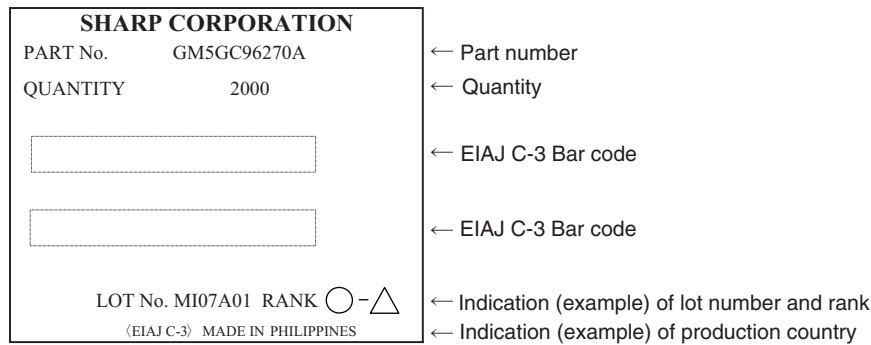 SHARP CORPORATION
PART No. GM5GC96270A ← Part number
QUANTITY 2000 ← Quantity
← EIAJ C-3 Bar code
← EIAJ C-3 Bar code
LOT No. MI07A01 RANK ○-△ ← Indication (example) of lot number and rank
〈EIAJ C-3〉 MADE IN PHILIPPINES ← Indication (example) of production country